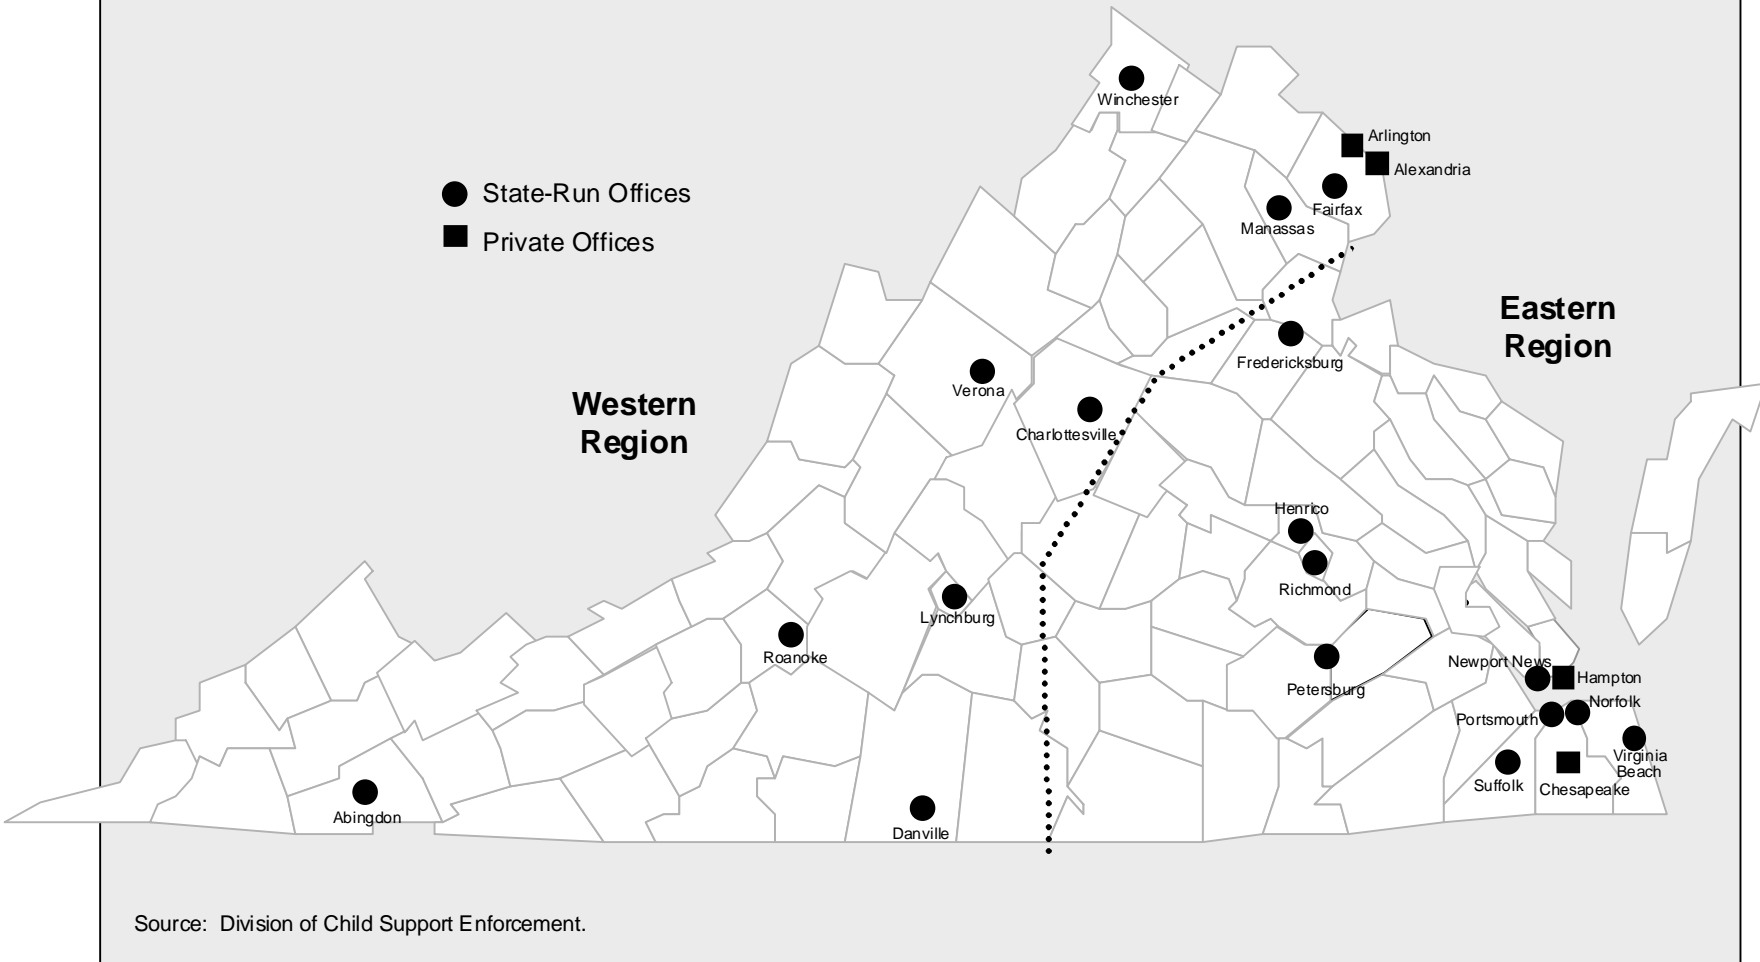 Winchester
Arlington
Alexandria
State-Run Offices
Fairfax
Manassas
Private Offices
Eastern
Region
Fredericksburg
Verona
Western
Region
Charlottesville
Henrico
Richmond
Lynchburg
Roanoke
Newport News
Hampton
Petersburg
Norfolk
Portsmouth
Virginia
Beach
Suffolk
Chesapeake
Abingdon
Danville
Source: Division of Child Support Enforcement.